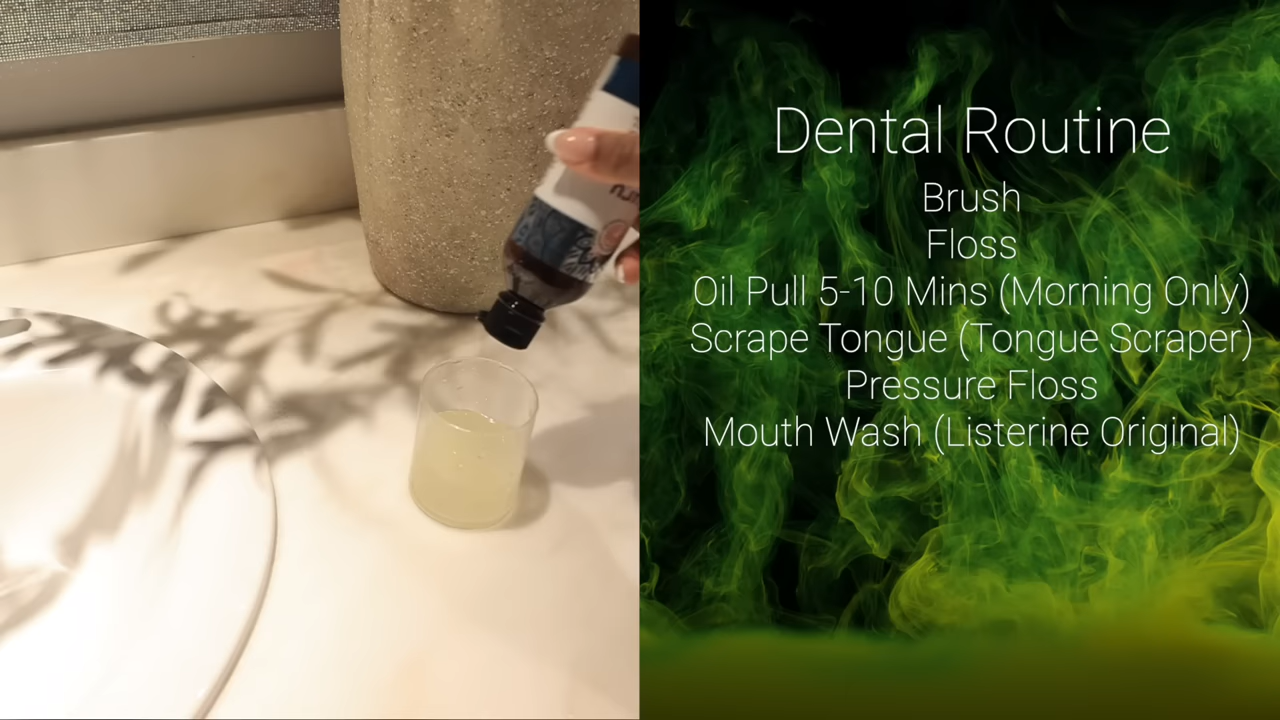 Dental Routine
Brush
Floss
Oil Pull 5-10 Mins (Morning Only)
Scrape Tongue (Tongue Scraper)
Pressure Floss
Mouth Wash (Listerine Original)